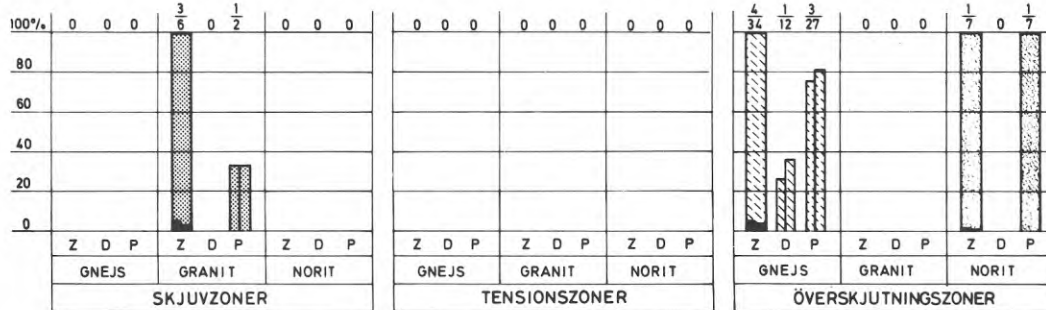 3 1 4 1 3 1 1
100% 0 0 0 6 0 2 0 0 0 0 0 0 0 0 0 0 0 0 34 12 27 0 0 0 7 0 7
80
60
40
20
0
Z D P Z D P Z D P Z D P Z D P Z D P Z D P Z D P Z D P
GNEJS GRANIT NORIT GNEJS GRANIT NORIT GNEJS GRANIT NORIT
SKJUVZONER TENSIONSZONER ÖVERSKJUTNINGSZONER